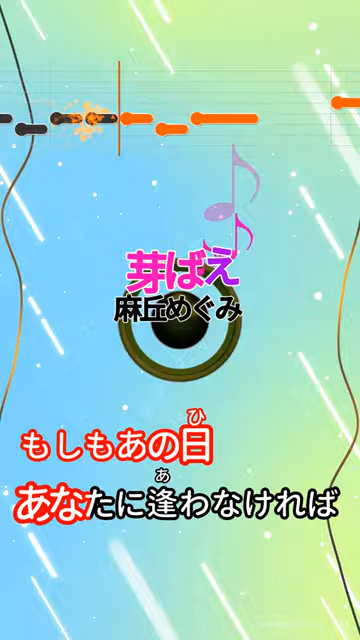 芽ばえ
麻丘めぐみ
ひ
もしもあの日
あ
あなたに逢わなければ